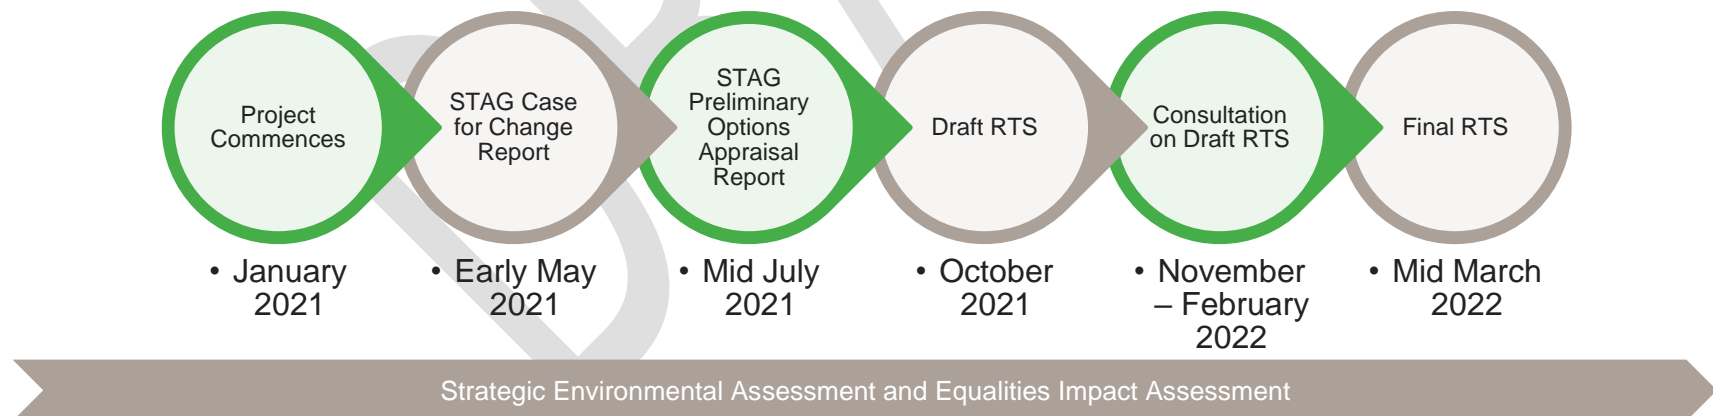 Project
Commences
STAG Case
for Change
Report
STAG
Preliminary
Options
Appraisal
Report
Draft RTS
Consultation
on Draft RTS
Final RTS
• January
2021
• Early May
2021
• Mid July
2021
• October
2021
• November
– February
2022
• Mid March
2022
Strategic Environmental Assessment and Equalities Impact Assessment